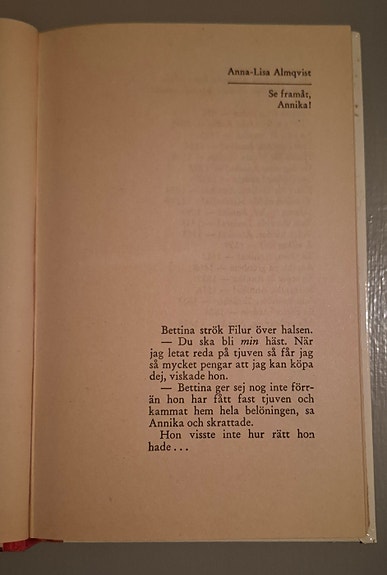 Anna-Lisa Almqvist
Se framåt,
Annika!
Bettina strök Filur över halsen.
— Du ska bli min häst. När
jag letat reda på tjuven så får jag
så mycket pengar att jag kan köpa
dej, viskade hon.
— Bettina ger sej nog inte förr-
än hon har fått fast tjuven och
kammat hem hela belöningen, sa
Annika och skrattade.
Hon visste inte hur rätt hon
hade . . .